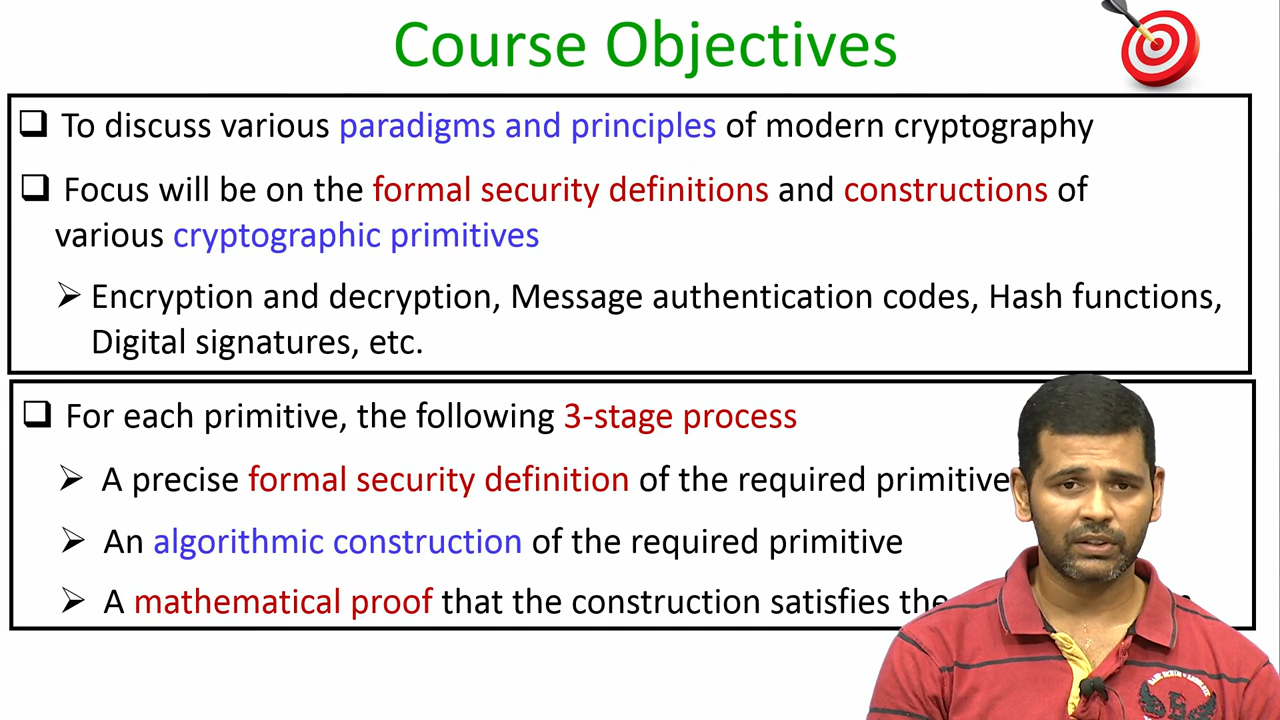 Course Objectives
To discuss various paradigms and principles of modern cryptography
Focus will be on the formal security definitions and constructions of
various cryptographic primitives
Encryption and decryption, Message authentication codes, Hash functions,
Digital signatures, etc.
For each primitive, the following 3-stage process
A precise formal security definition of the required primitive
An algorithmic construction of the required primitive
A mathematical proof that the construction satisfies the